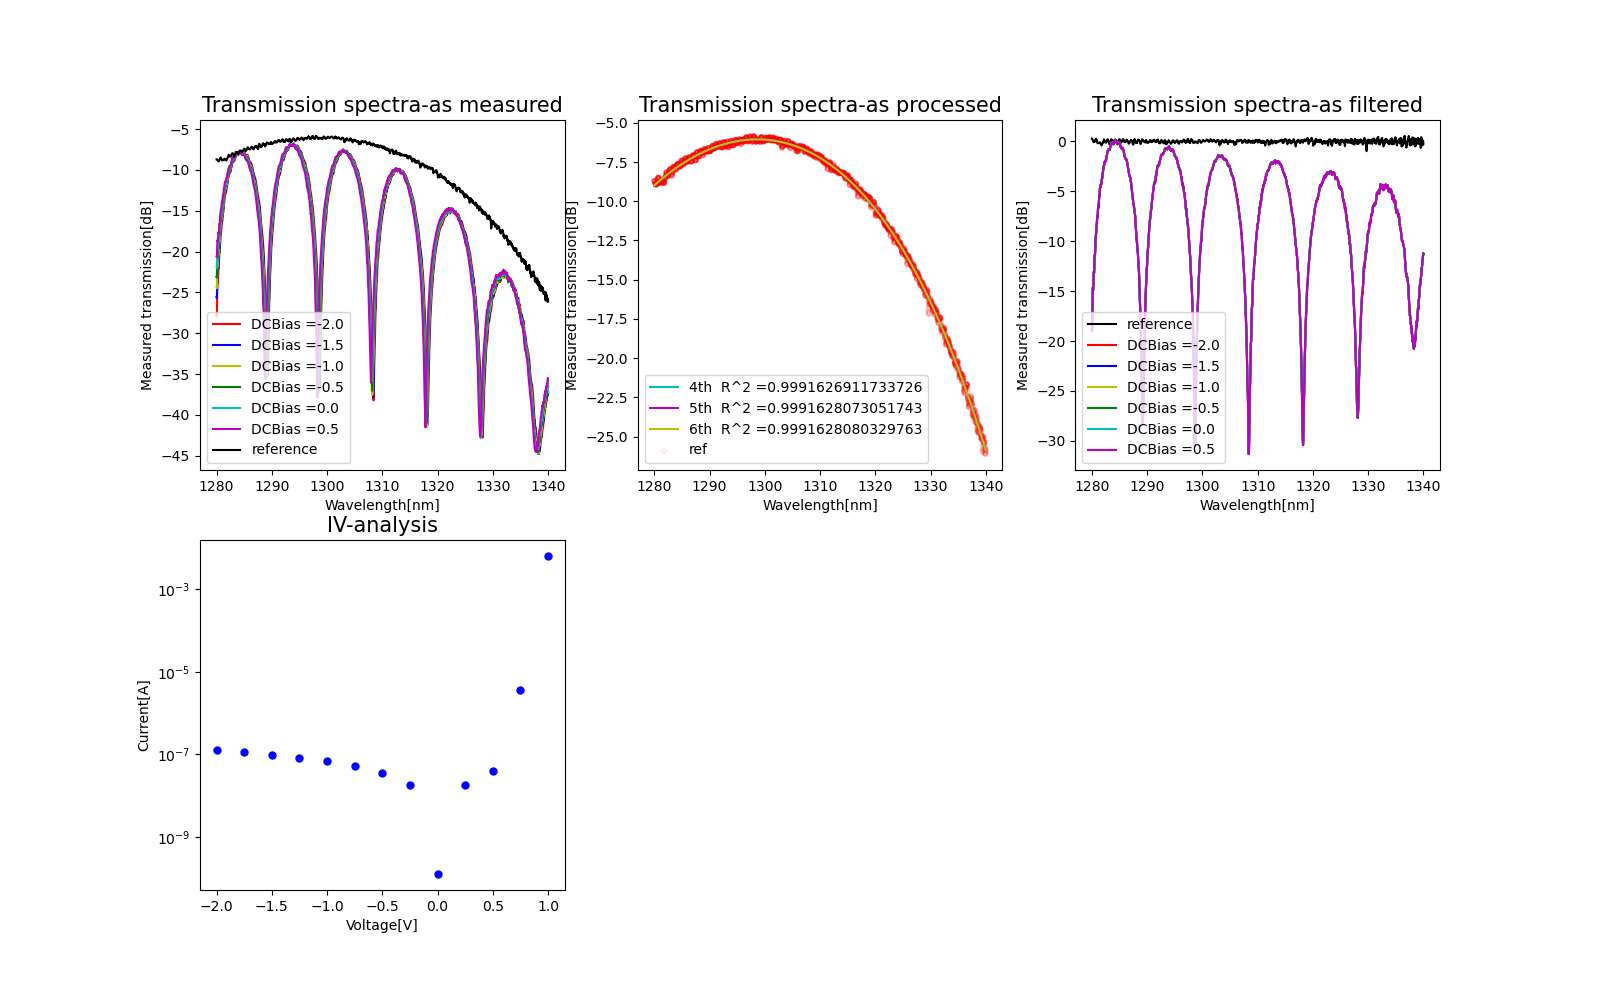 Transmission spectra-as measured
Measured transmission[dB]
−5
−10
−15
−20
−25
−30
−35
−40
−45
DCBias =-2.0
DCBias =-1.5
DCBias =-1.0
DCBias =-0.5
DCBias =0.0
DCBias =0.5
reference
1280 1290 1300 1310 1320 1330 1340
Wavelength[nm]
Transmission spectra-as processed
Measured transmission[dB]
−5.0
−7.5
−10.0
−12.5
−15.0
−17.5
−20.0
−22.5
−25.0
4th R^2 =0.9991626911733726
5th R^2 =0.9991628073051743
6th R^2 =0.9991628080329763
ref
1280 1290 1300 1310 1320 1330 1340
Wavelength[nm]
Transmission spectra-as filtered
Measured transmission[dB]
0
−5
−10
−15
−20
−25
−30
reference
DCBias =-2.0
DCBias =-1.5
DCBias =-1.0
DCBias =-0.5
DCBias =0.0
DCBias =0.5
1280 1290 1300 1310 1320 1330 1340
Wavelength[nm]
IV-analysis
Current[A]
10⁻³
10⁻⁵
10⁻⁷
10⁻⁹
−2.0 −1.5 −1.0 −0.5 0.0 0.5 1.0
Voltage[V]